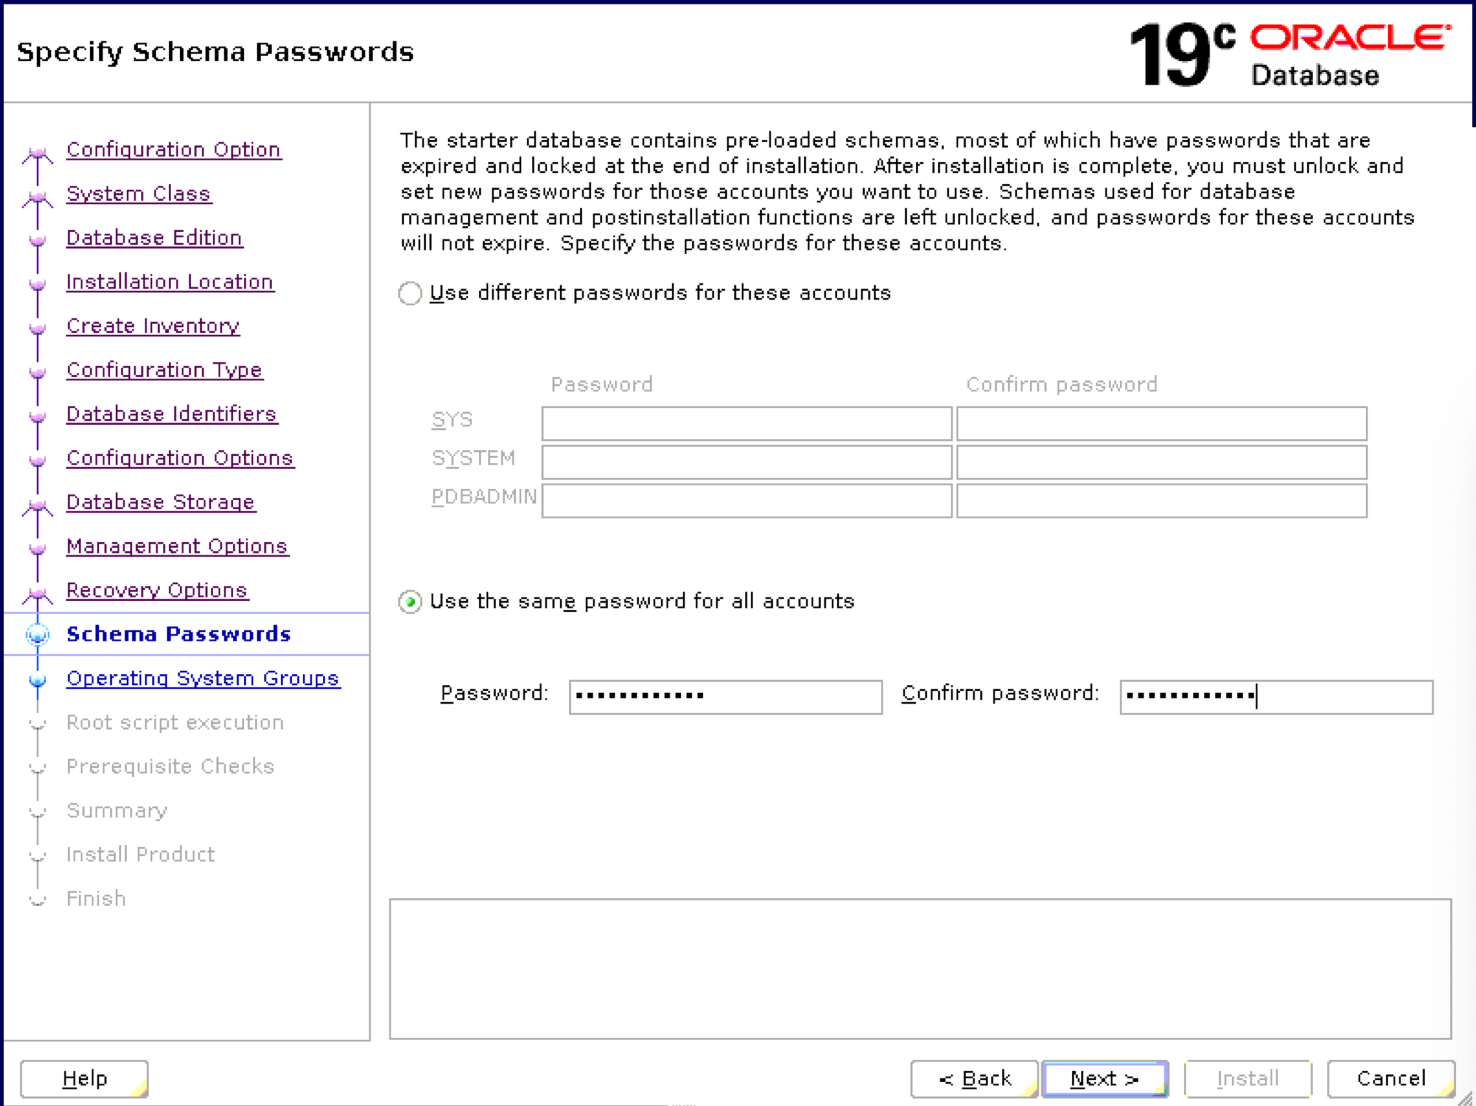 Specify Schema Passwords
19c ORACLE
Database
Configuration Option
System Class
Database Edition
Installation Location
Create Inventory
Configuration Type
Database Identifiers
Configuration Options
Database Storage
Management Options
Recovery Options
Schema Passwords
Operating System Groups
Root script execution
Prerequisite Checks
Summary
Install Product
Finish
The starter database contains pre-loaded schemas, most of which have passwords that are
expired and locked at the end of installation. After installation is complete, you must unlock and
set new passwords for those accounts you want to use. Schemas used for database
management and postinstallation functions are left unlocked, and passwords for these accounts
will not expire. Specify the passwords for these accounts.
Use different passwords for these accounts
Password Confirm password
SYS
SYSTEM
PDBADMIN
Use the same password for all accounts
Password: •••••••••••• Confirm password: ••••••••••••
Help < Back Next > Install Cancel